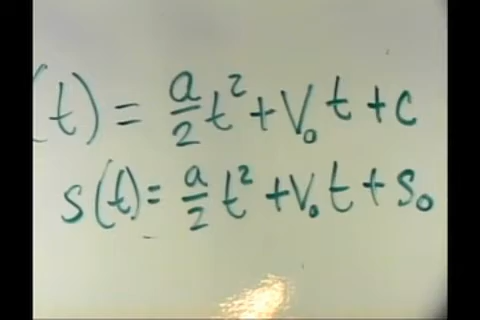 (t) = a/2 t² + V₀ t + c
s(t) = a/2 t² + V₀ t + s₀